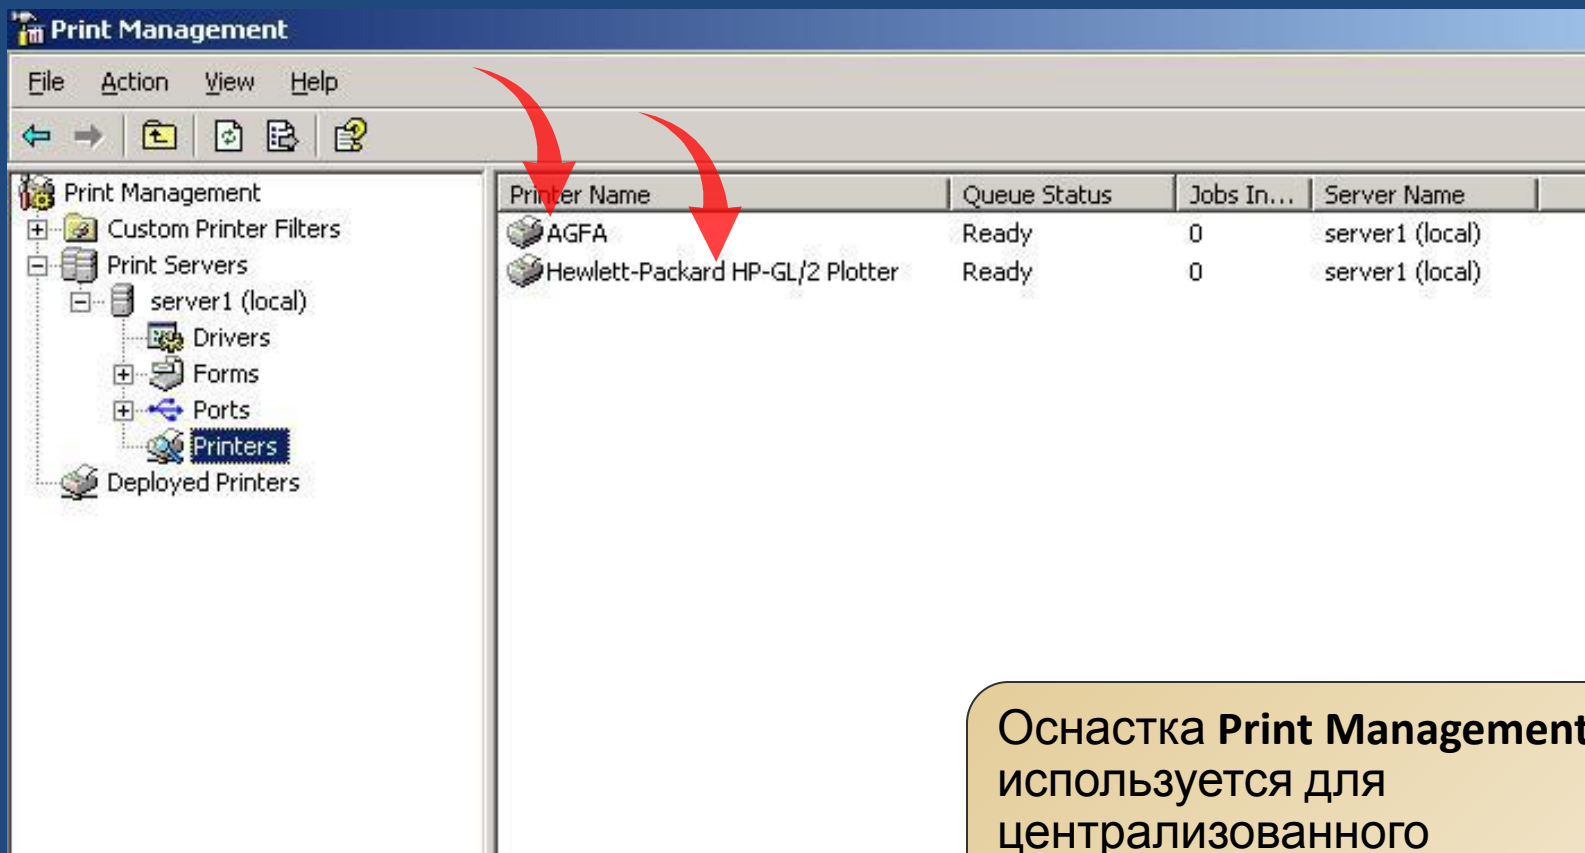 Print Management
File Action View Help
Print Management
Custom Printer Filters
Print Servers
server1 (local)
Drivers
Forms
Ports
Printers
Deployed Printers
Printer Name Queue Status Jobs In... Server Name
AGFA Ready 0 server1 (local)
Hewlett-Packard HP-GL/2 Plotter Ready 0 server1 (local)
Оснастка Print Management
используется для
централизованного